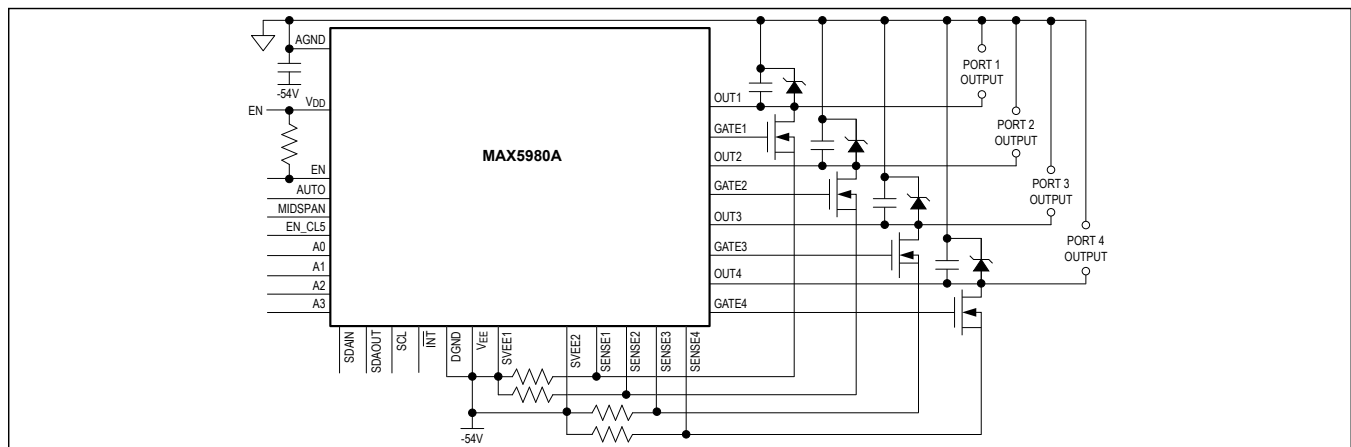 AGND
-54V
EN
VDD
EN
AUTO
MIDSPAN
EN_CL5
A0
A1
A2
A3
MAX5980A
OUT1
GATE1
OUT2
GATE2
OUT3
GATE3
OUT4
GATE4
PORT 1
OUTPUT
PORT 2
OUTPUT
PORT 3
OUTPUT
PORT 4
OUTPUT
SDAIN
SDAOUT
SCL
INT
DGND
VEE
SVEE1
SVEE2
SENSE1
SENSE2
SENSE3
SENSE4
-54V